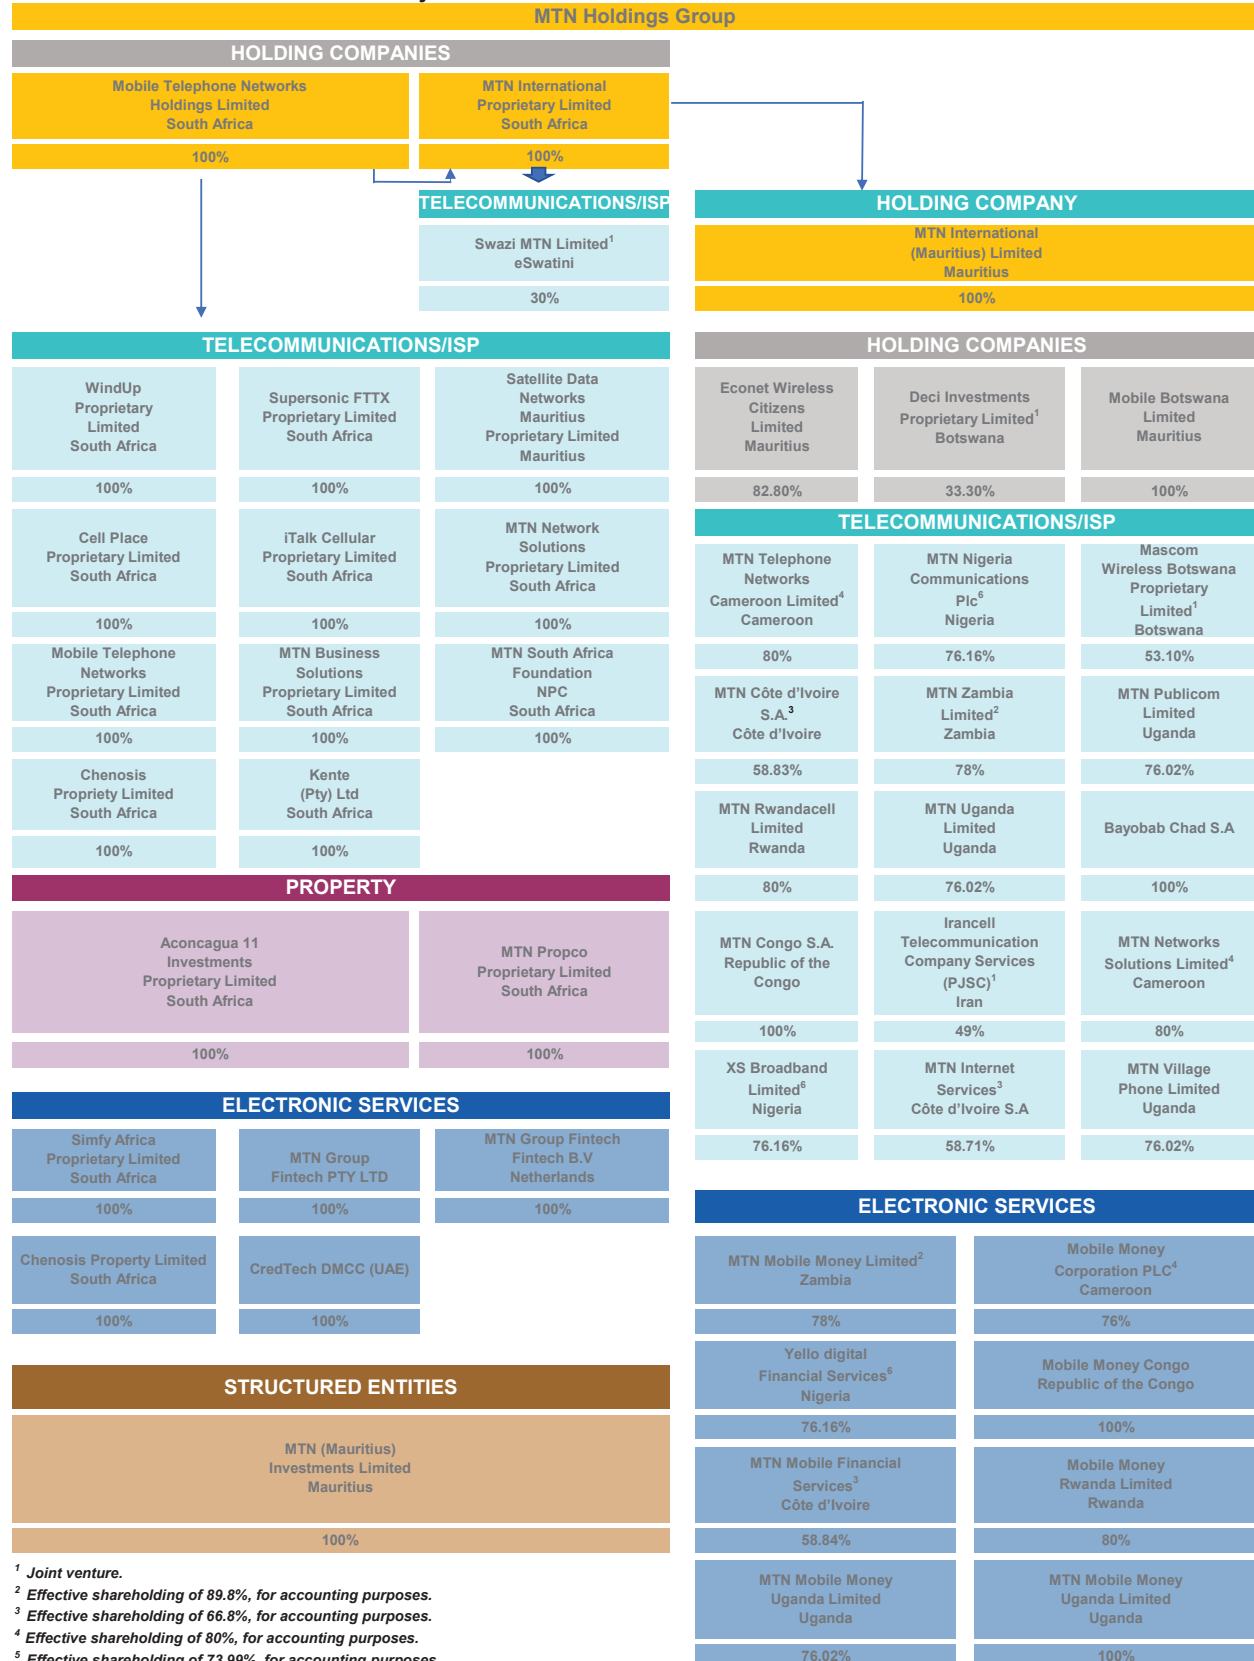 MTN Holdings Group
HOLDING COMPANIES
Mobile Telephone Networks
Holdings Limited
South Africa
100%
MTN International
Proprietary Limited
South Africa
100%
TELECOMMUNICATIONS/ISP
Swazi MTN Limited¹
eSwatini
30%
HOLDING COMPANY
MTN International
(Mauritius) Limited
Mauritius
100%
TELECOMMUNICATIONS/ISP
WindUp
Proprietary
Limited
South Africa
100%
Supersonic FTTX
Proprietary Limited
South Africa
100%
Satellite Data
Networks
Mauritius
Proprietary Limited
Mauritius
100%
Cell Place
Proprietary Limited
South Africa
100%
iTalk Cellular
Proprietary Limited
South Africa
100%
MTN Network
Solutions
Proprietary Limited
South Africa
100%
Mobile Telephone
Networks
Proprietary Limited
South Africa
100%
MTN Business
Solutions
Proprietary Limited
South Africa
100%
MTN South Africa
Foundation
NPC
South Africa
100%
Chenosis
Propriety Limited
South Africa
100%
Kente
(Pty) Ltd
South Africa
100%
PROPERTY
Aconcagua 11
Investments
Proprietary Limited
South Africa
100%
MTN Propco
Proprietary Limited
South Africa
100%
ELECTRONIC SERVICES
Simfy Africa
Proprietary Limited
South Africa
100%
MTN Group
Fintech PTY LTD
100%
MTN Group Fintech
Fintech B.V
Netherlands
100%
Chenosis Property Limited
South Africa
100%
CredTech DMCC (UAE)
100%
STRUCTURED ENTITIES
MTN (Mauritius)
Investments Limited
Mauritius
100%
¹ Joint venture.
² Effective shareholding of 89.8%, for accounting purposes.
³ Effective shareholding of 66.8%, for accounting purposes.
⁴ Effective shareholding of 80%, for accounting purposes.
⁵ Effective shareholding of 73.99%, for accounting purposes
HOLDING COMPANIES
Econet Wireless
Citizens
Limited
Mauritius
82.80%
Deci Investments
Proprietary Limited¹
Botswana
33.30%
Mobile Botswana
Limited
Mauritius
100%
TELECOMMUNICATIONS/ISP
MTN Telephone
Networks
Cameroon Limited⁴
Cameroon
80%
MTN Nigeria
Communications
Plc⁶
Nigeria
76.16%
Mascom
Wireless Botswana
Proprietary
Limited¹
Botswana
53.10%
MTN Côte d'Ivoire
S.A.³
Côte d'Ivoire
58.83%
MTN Zambia
Limited²
Zambia
78%
MTN Publicom
Limited
Uganda
76.02%
MTN Rwandacell
Limited
Rwanda
80%
MTN Uganda
Limited
Uganda
76.02%
Bayobab Chad S.A
100%
MTN Congo S.A.
Republic of the
Congo
100%
Irancell
Telecommunication
Company Services
(PJSC)¹
Iran
49%
MTN Networks
Solutions Limited⁴
Cameroon
80%
XS Broadband
Limited⁶
Nigeria
76.16%
MTN Internet
Services³
Côte d'Ivoire S.A
58.71%
MTN Village
Phone Limited
Uganda
76.02%
ELECTRONIC SERVICES
MTN Mobile Money Limited²
Zambia
78%
Mobile Money
Corporation PLC⁴
Cameroon
76%
Yello digital
Financial Services⁶
Nigeria
76.16%
Mobile Money Congo
Republic of the Congo
100%
MTN Mobile Financial
Services³
Côte d'Ivoire
58.84%
Mobile Money
Rwanda Limited
Rwanda
80%
MTN Mobile Money
Uganda Limited
Uganda
76.02%
MTN Mobile Money
Uganda Limited
Uganda
100%